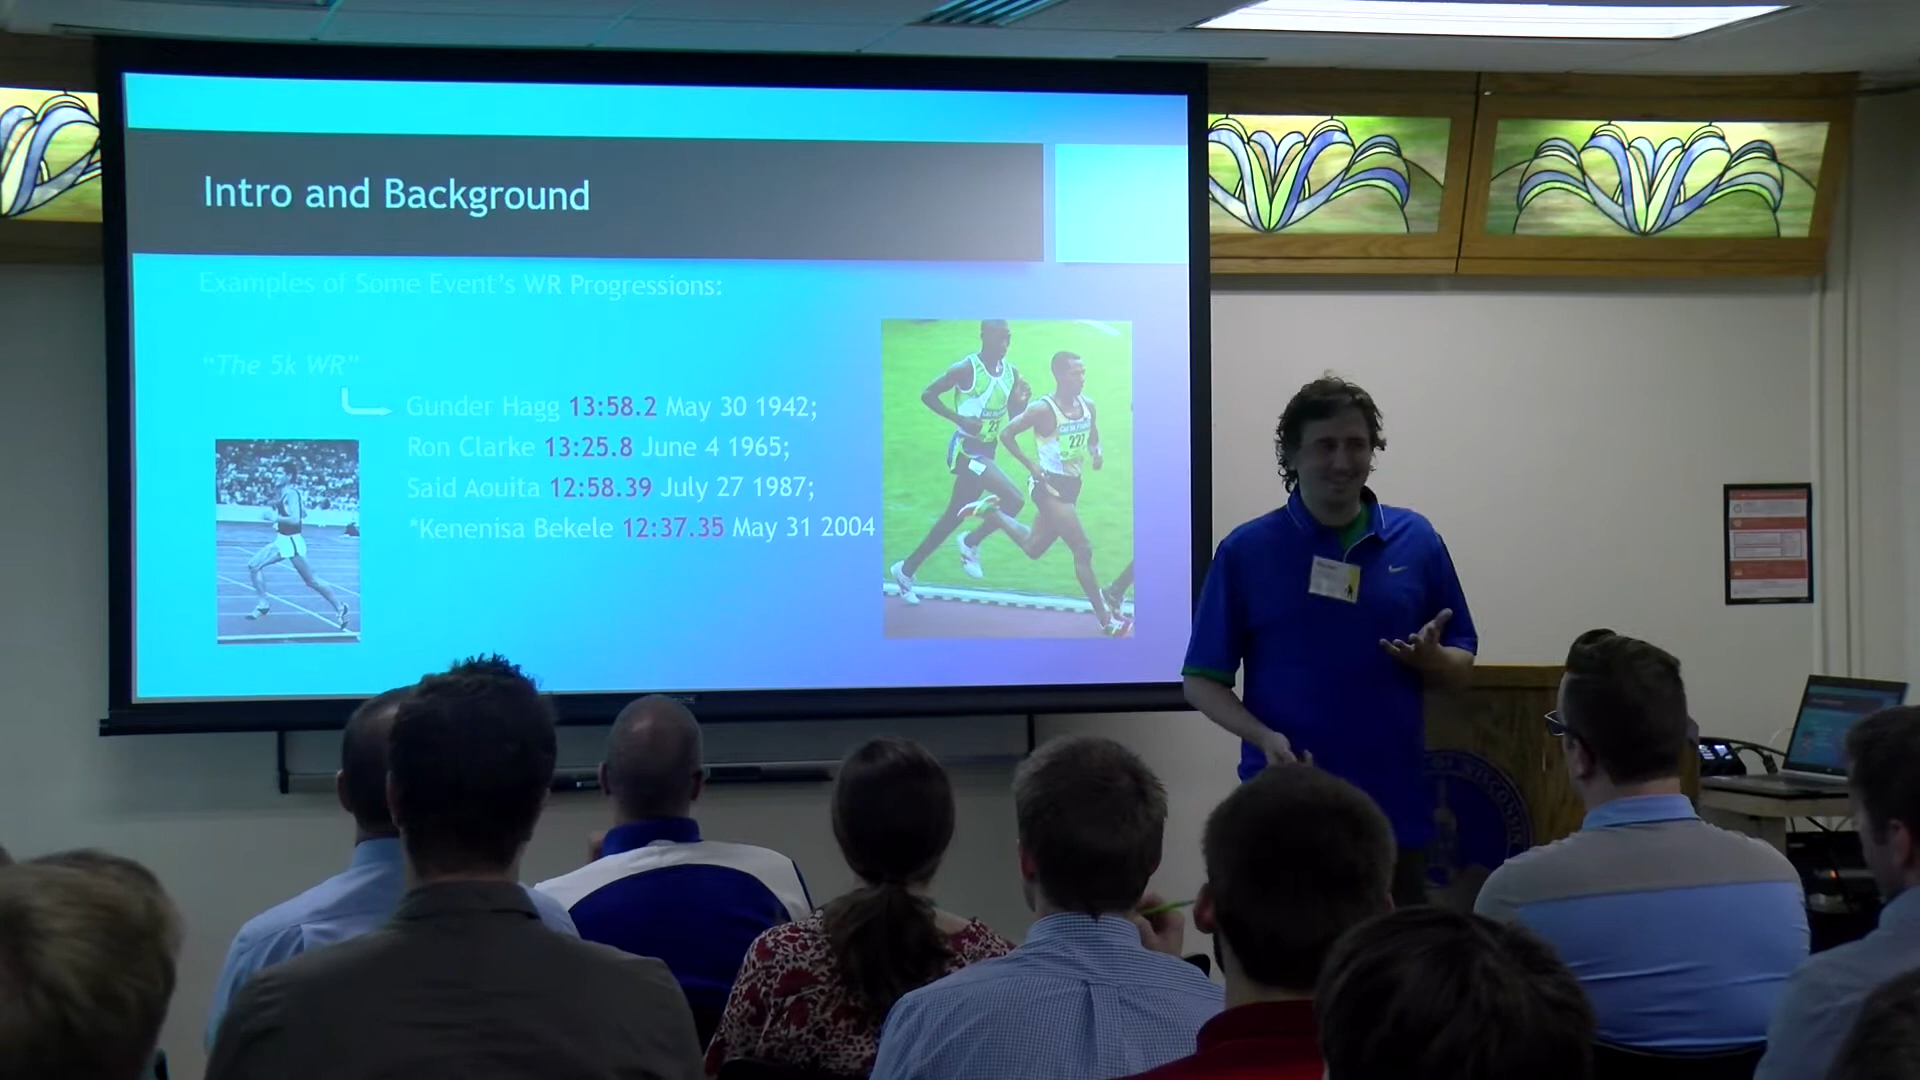 Intro and Background
Examples of Some Event's WR Progressions:
"The 5k WR"
Gunder Hagg 13:58.2 May 30 1942;
Ron Clarke 13:25.8 June 4 1965;
Said Aouita 12:58.39 July 27 1987;
*Kenenisa Bekele 12:37.35 May 31 2004
227